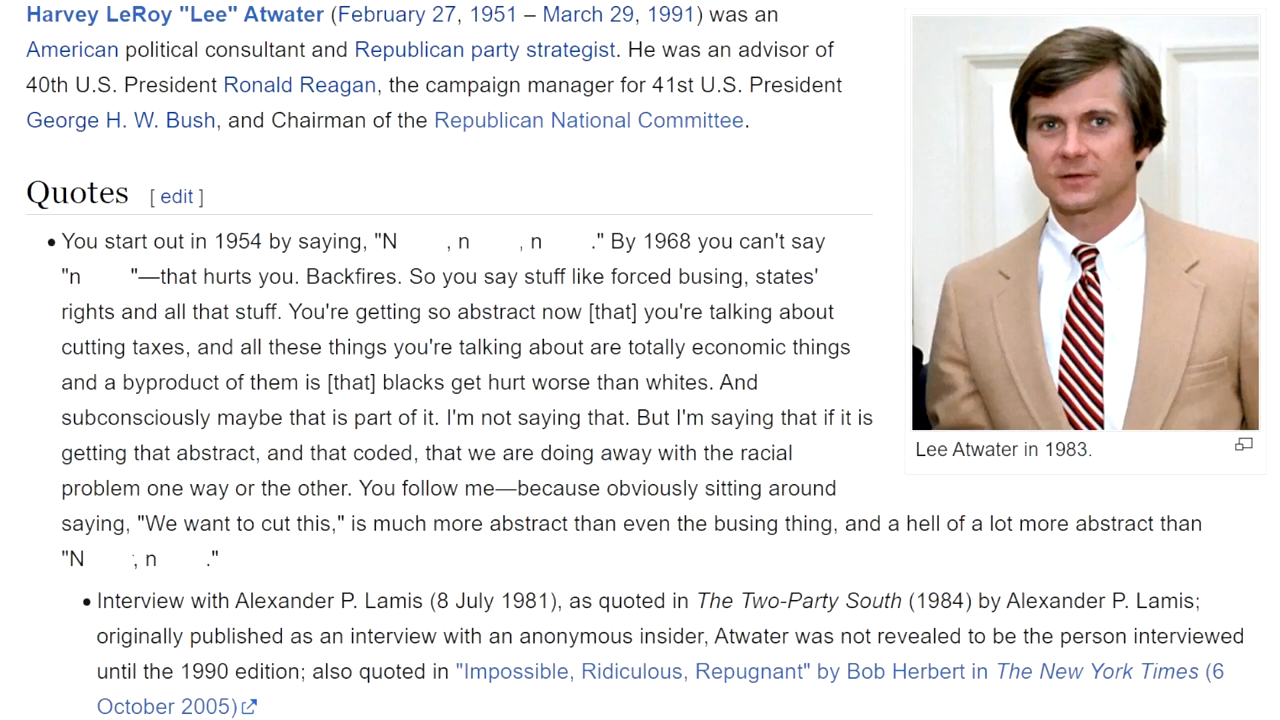 Harvey LeRoy "Lee" Atwater (February 27, 1951 – March 29, 1991) was an
American political consultant and Republican party strategist. He was an advisor of
40th U.S. President Ronald Reagan, the campaign manager for 41st U.S. President
George H. W. Bush, and Chairman of the Republican National Committee.
Quotes [ edit ]
• You start out in 1954 by saying, "N , n , n ." By 1968 you can't say
"n "—that hurts you. Backfires. So you say stuff like forced busing, states'
rights and all that stuff. You're getting so abstract now [that] you're talking about
cutting taxes, and all these things you're talking about are totally economic things
and a byproduct of them is [that] blacks get hurt worse than whites. And
subconsciously maybe that is part of it. I'm not saying that. But I'm saying that if it is
getting that abstract, and that coded, that we are doing away with the racial
problem one way or the other. You follow me—because obviously sitting around
saying, "We want to cut this," is much more abstract than even the busing thing, and a hell of a lot more abstract than
"N , n ."
• Interview with Alexander P. Lamis (8 July 1981), as quoted in The Two-Party South (1984) by Alexander P. Lamis;
originally published as an interview with an anonymous insider, Atwater was not revealed to be the person interviewed
until the 1990 edition; also quoted in "Impossible, Ridiculous, Repugnant" by Bob Herbert in The New York Times (6
October 2005)
Lee Atwater in 1983.